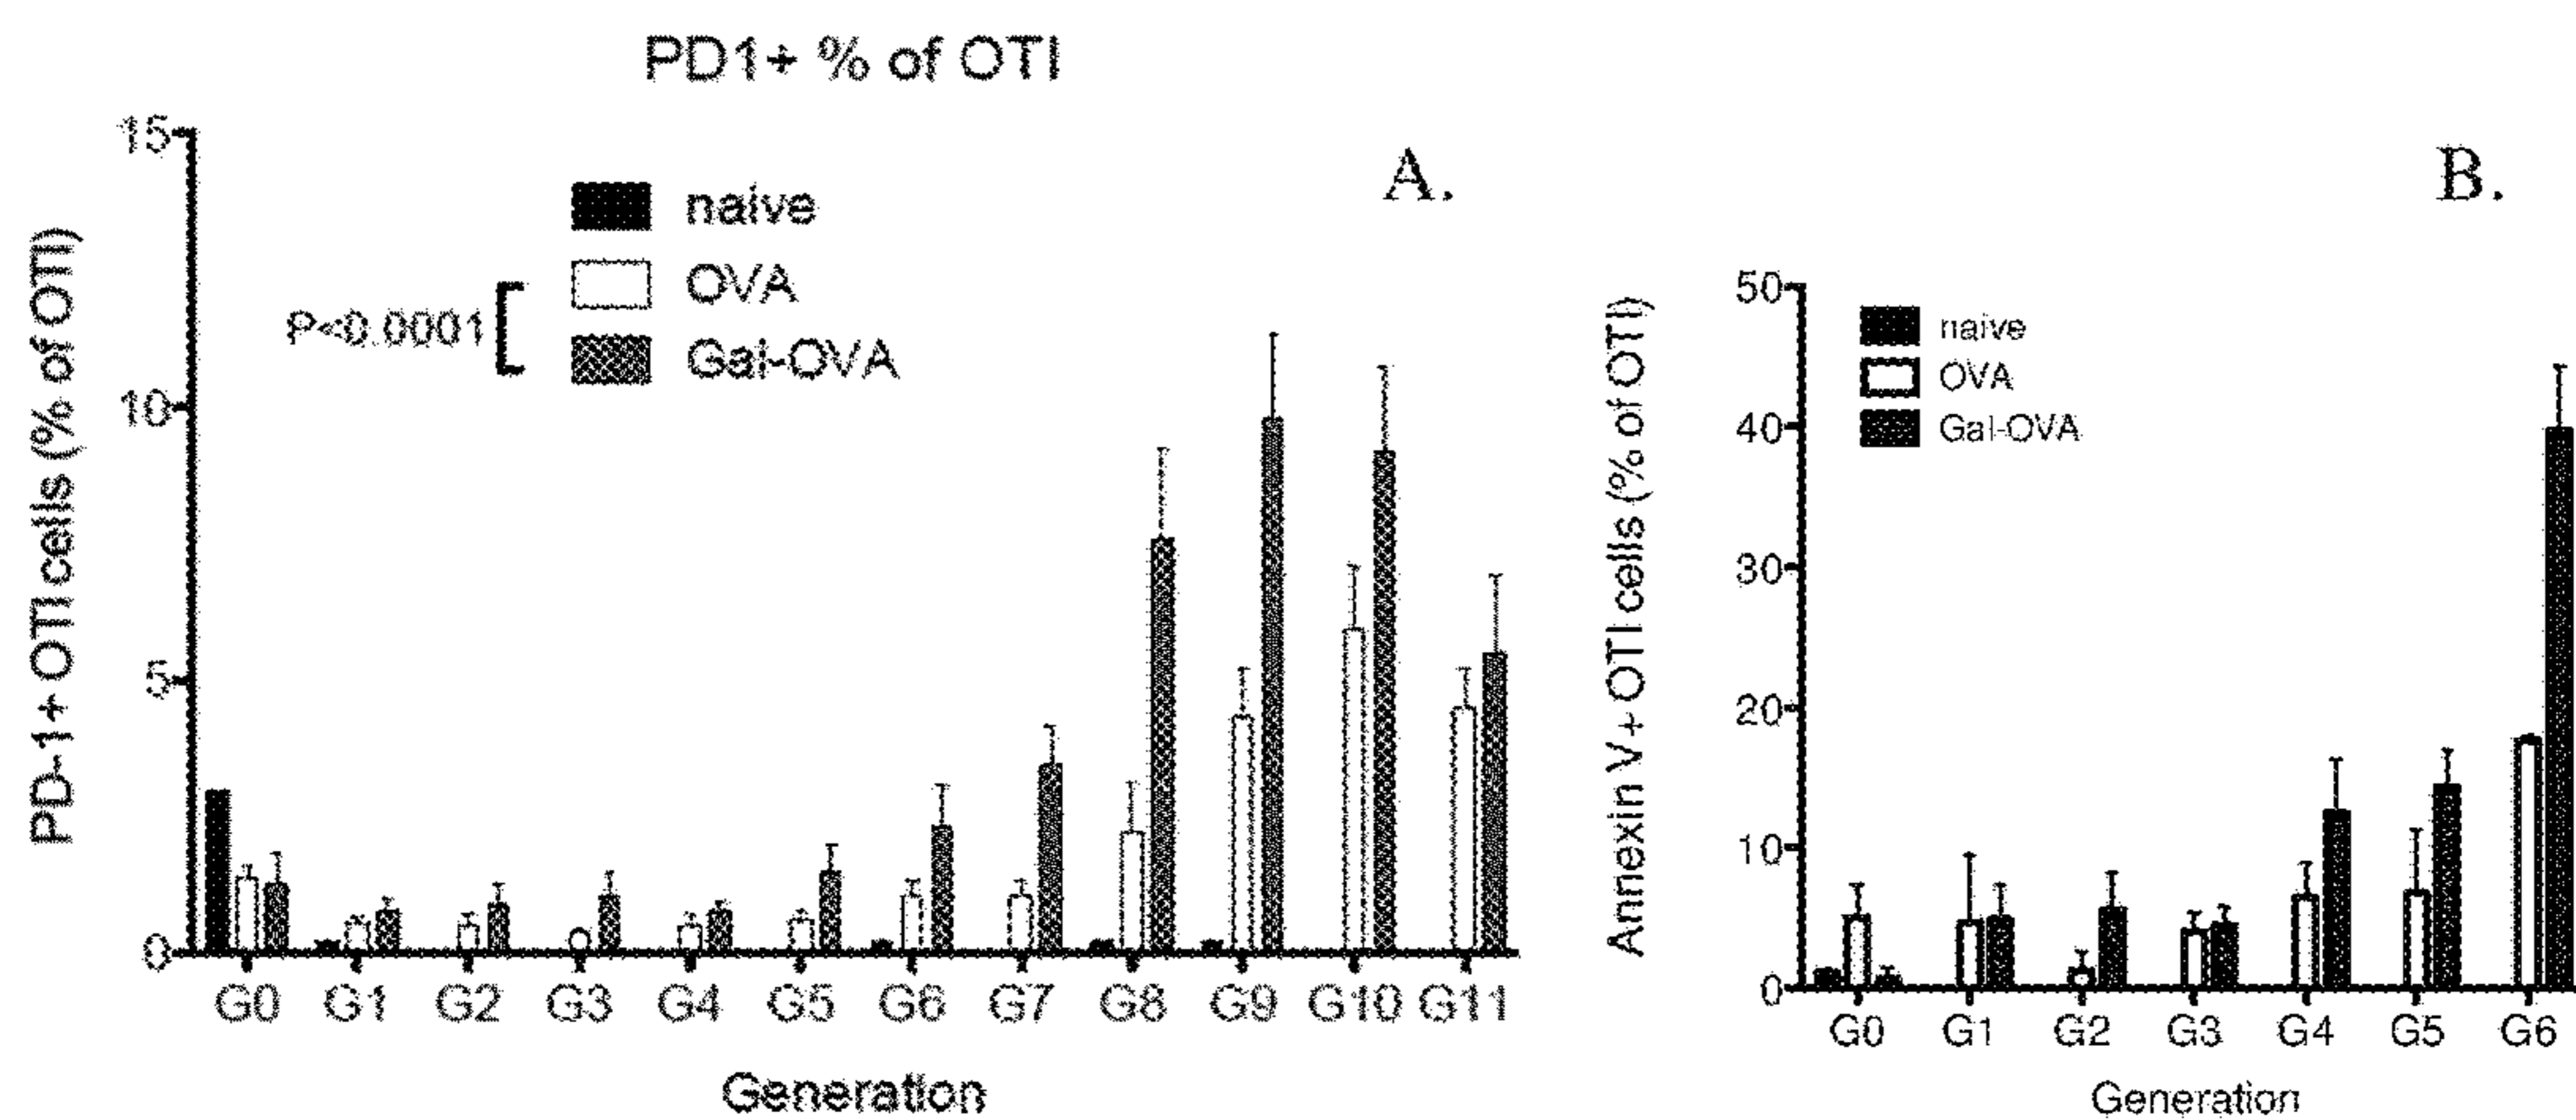 PD1+ % of OTI
A.
PD-1+ OTI cells (% of OTI)
15
10
5
0
naive
OVA
Gal-OVA
P<0.0001
G0 G1 G2 G3 G4 G5 G6 G7 G8 G9 G10 G11
Generation
B.
Annexin V+ OTI cells (% of OTI)
50
40
30
20
10
0
naive
OVA
Gal-OVA
G0 G1 G2 G3 G4 G5 G6
Generation